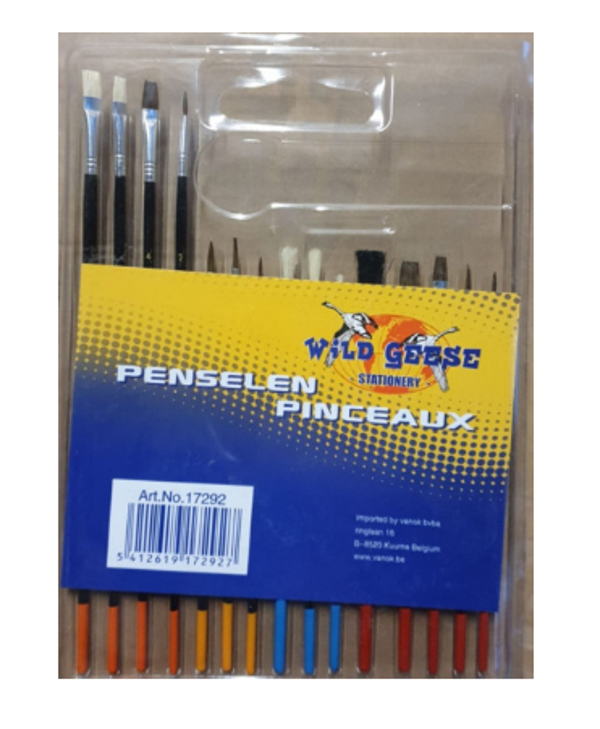 4
WiLD GEESE
- STATIONERY -
PENSELEN
PINCEAUX
Art.No.17292
5 412619 172927
Imported by vanok bvba
ringlaan 16
B-8520 Kuurne Belgium
www.vanok.be